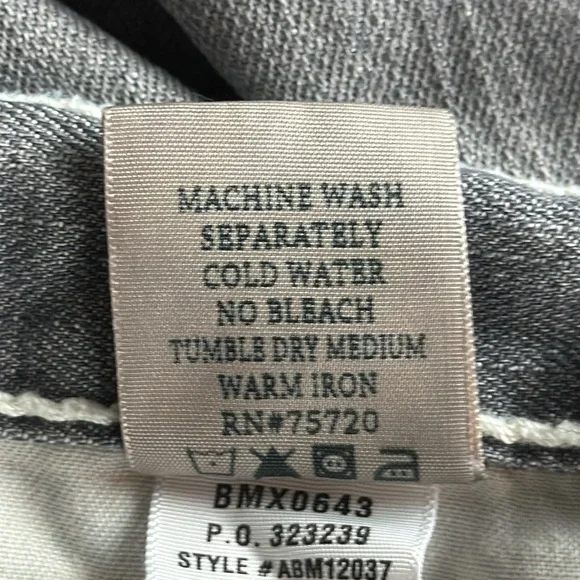 MACHINE WASH
SEPARATELY
COLD WATER
NO BLEACH
TUMBLE DRY MEDIUM
WARM IRON
RN#75720
BMX0643
P.O. 323239
STYLE #ABM12037